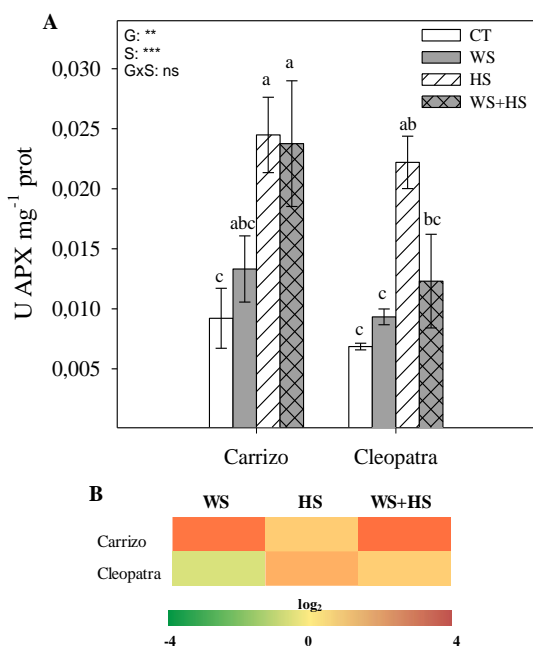 A
G: **
S: ***
GxS: ns
CT
WS
HS
WS+HS
0,030
0,025
0,020
0,015
0,010
0,005
U APX mg⁻¹ prot
c
abc
a
a
c
c
ab
bc
Carrizo
Cleopatra
B
WS HS WS+HS
Carrizo
Cleopatra
log₂
-4 0 4